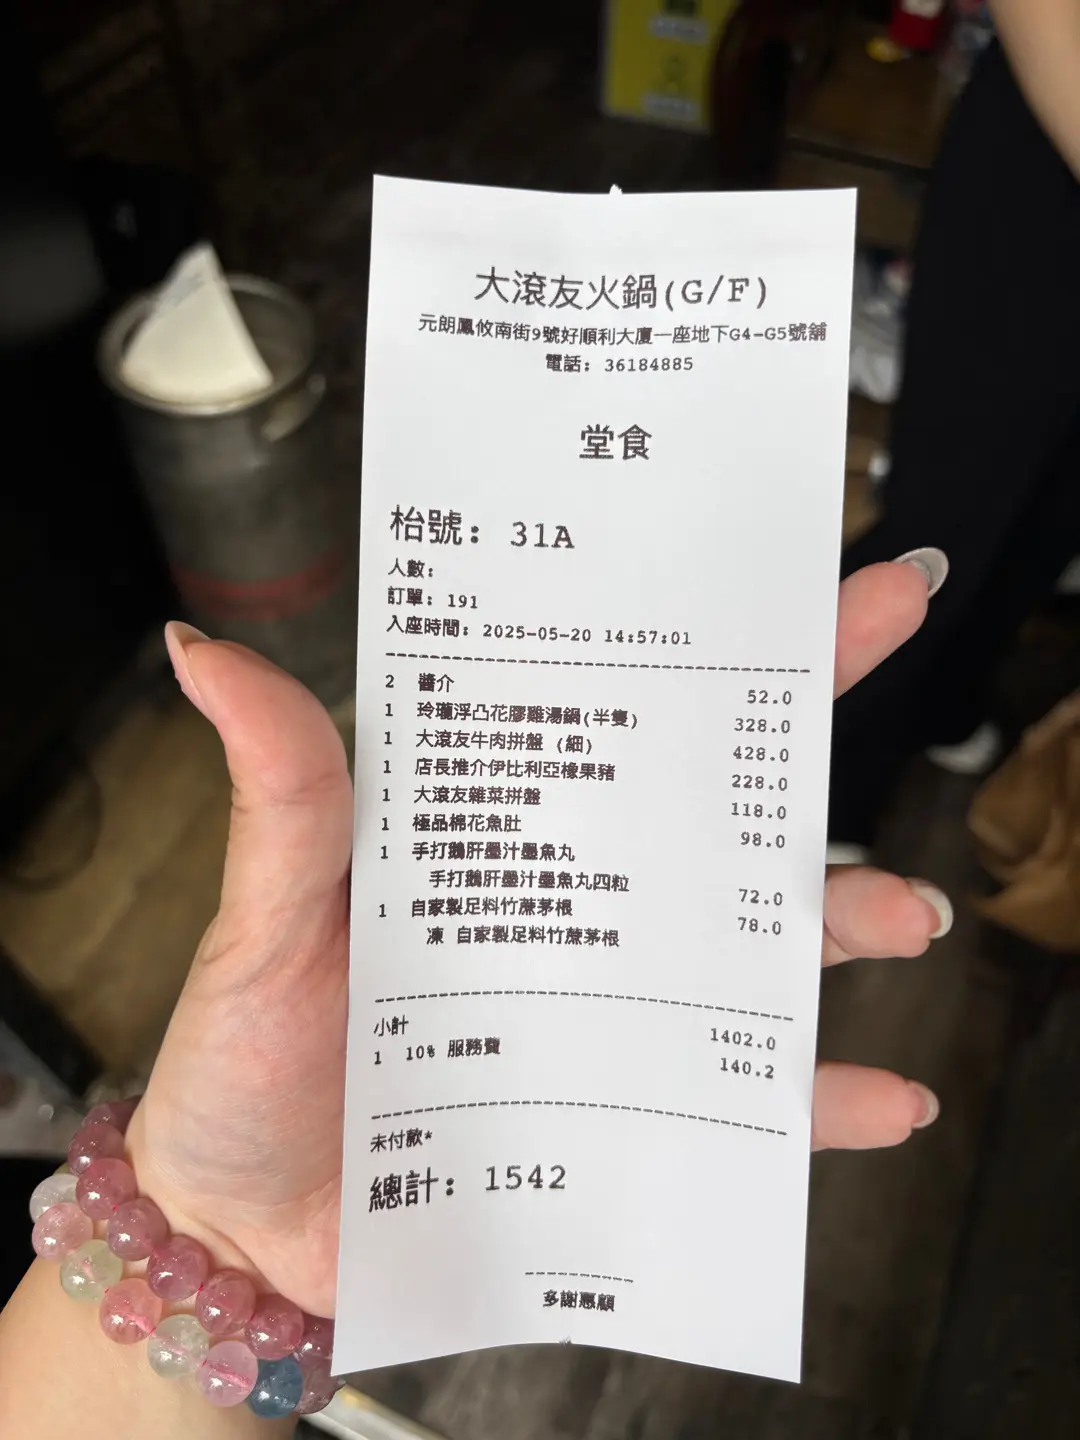 大滾友火鍋(G/F)
元朗鳳攸南街9號好順利大廈一座地下G4-G5號舖
電話: 36184885
堂食
枱號: 31A
人數:
訂單: 191
入座時間: 2025-05-20 14:57:01
2 醬介 52.0
1 玲瓏浮凸花膠雞湯鍋(半隻) 328.0
1 大滾友牛肉拼盤 (細) 428.0
1 店長推介伊比利亞橡果豬 228.0
1 大滾友雜菜拼盤 118.0
1 極品棉花魚肚 98.0
1 手打鵝肝墨汁墨魚丸
手打鵝肝墨汁墨魚丸四粒 72.0
1 自家製足料竹蔗茅根 78.0
凍 自家製足料竹蔗茅根
小計 1402.0
1 10% 服務費 140.2
未付款*
總計: 1542
多謝惠顧